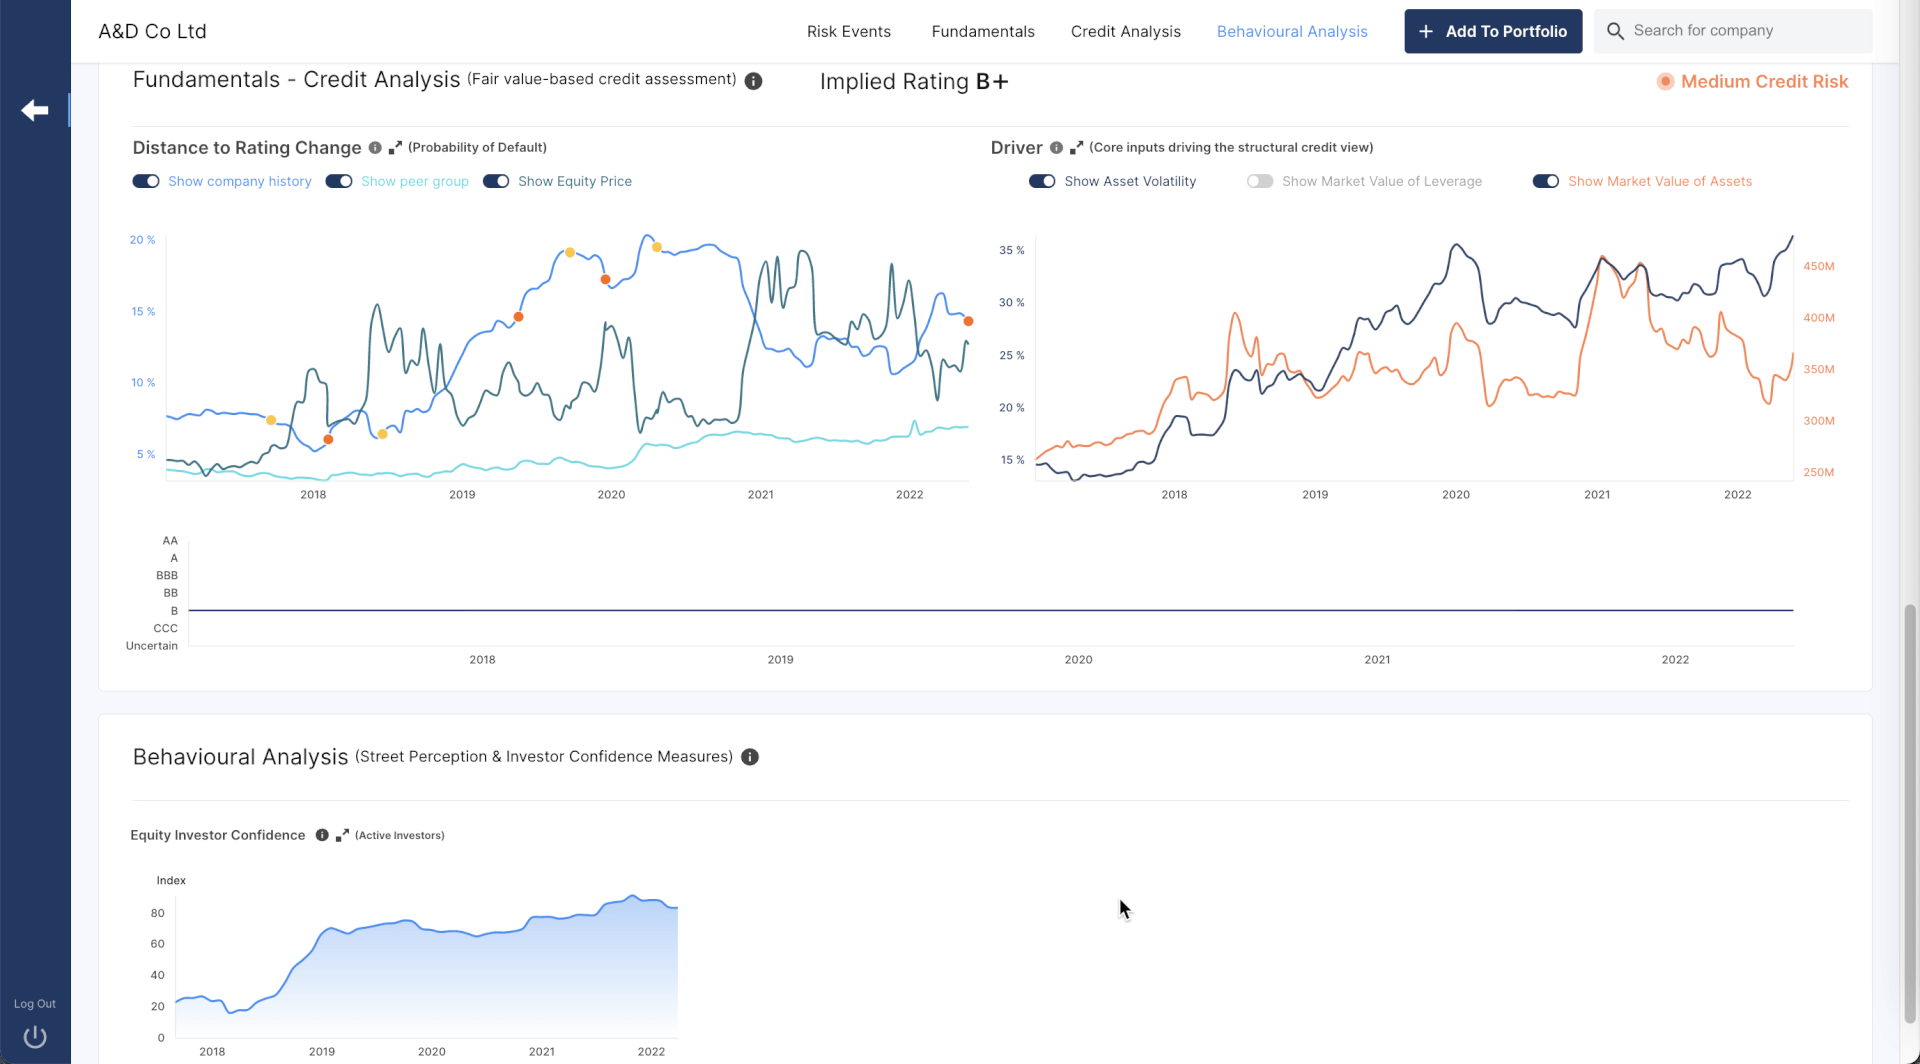 A&D Co Ltd
Risk Events
Fundamentals
Credit Analysis
Behavioural Analysis
+ Add To Portfolio
Search for company
Fundamentals - Credit Analysis (Fair value-based credit assessment)
Implied Rating B+
Medium Credit Risk
Distance to Rating Change (Probability of Default)
Show company history
Show peer group
Show Equity Price
20 %
15 %
10 %
5 %
2018 2019 2020 2021 2022
Driver (Core inputs driving the structural credit view)
Show Asset Volatility
Show Market Value of Leverage
Show Market Value of Assets
35 %
30 %
25 %
20 %
15 %
450M
400M
350M
300M
250M
2018 2019 2020 2021 2022
AA
A
BBB
BB
B
CCC
Uncertain
2018 2019 2020 2021 2022
Behavioural Analysis (Street Perception & Investor Confidence Measures)
Equity Investor Confidence (Active Investors)
Index
80
60
40
20
0
2018 2019 2020 2021 2022
Log Out